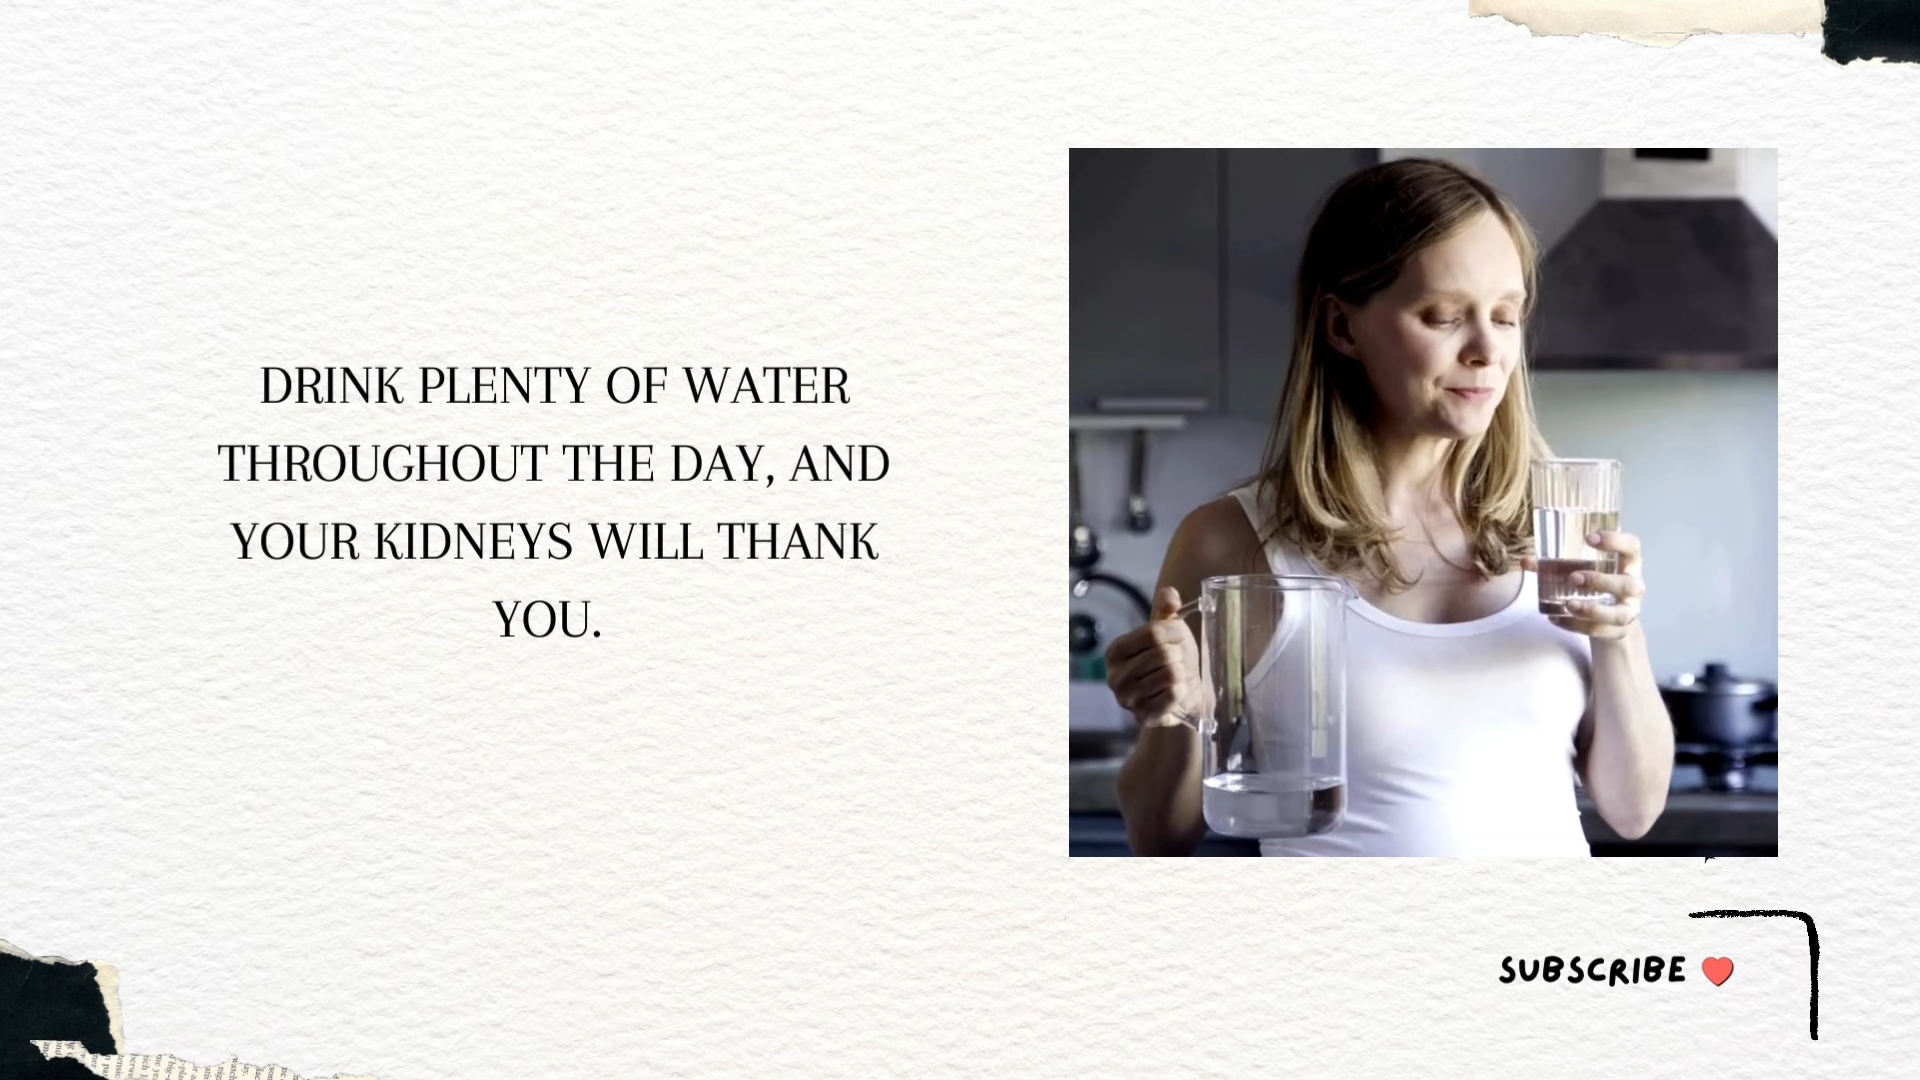 DRINK PLENTY OF WATER
THROUGHOUT THE DAY, AND
YOUR KIDNEYS WILL THANK
YOU.
SUBSCRIBE ❤️